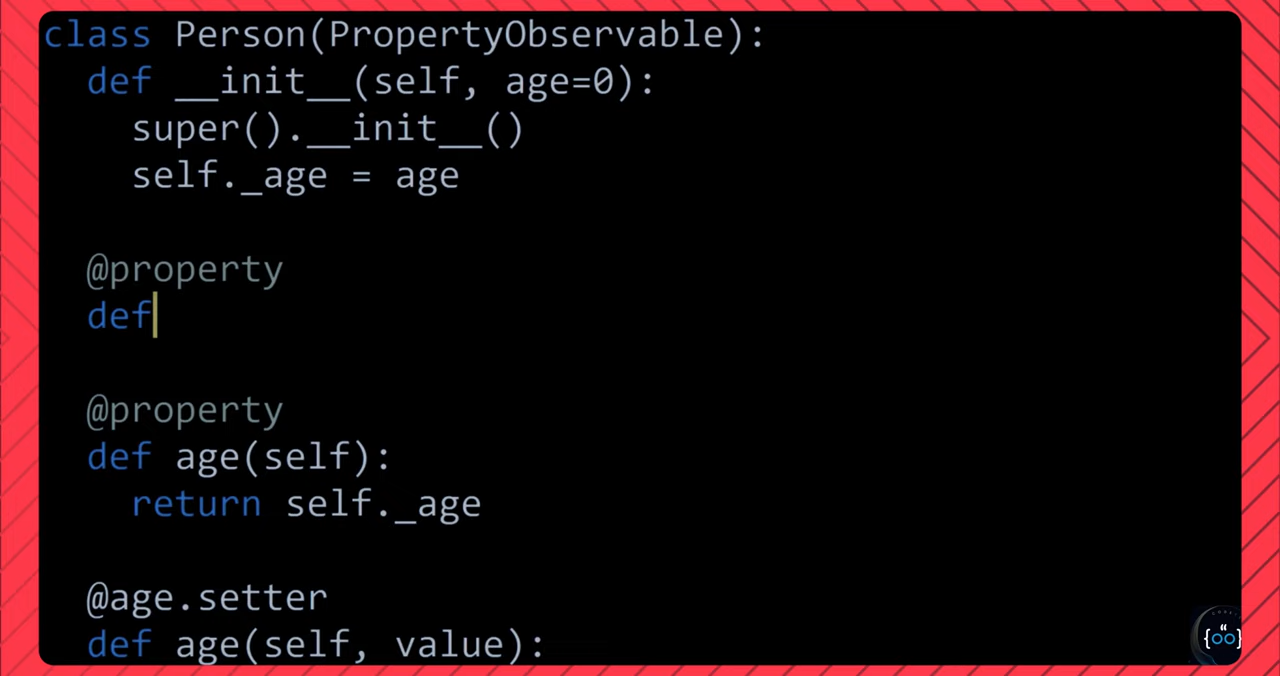 class Person(PropertyObservable):
  def __init__(self, age=0):
    super().__init__()
    self._age = age

  @property
  def

  @property
  def age(self):
    return self._age

  @age.setter
  def age(self, value):